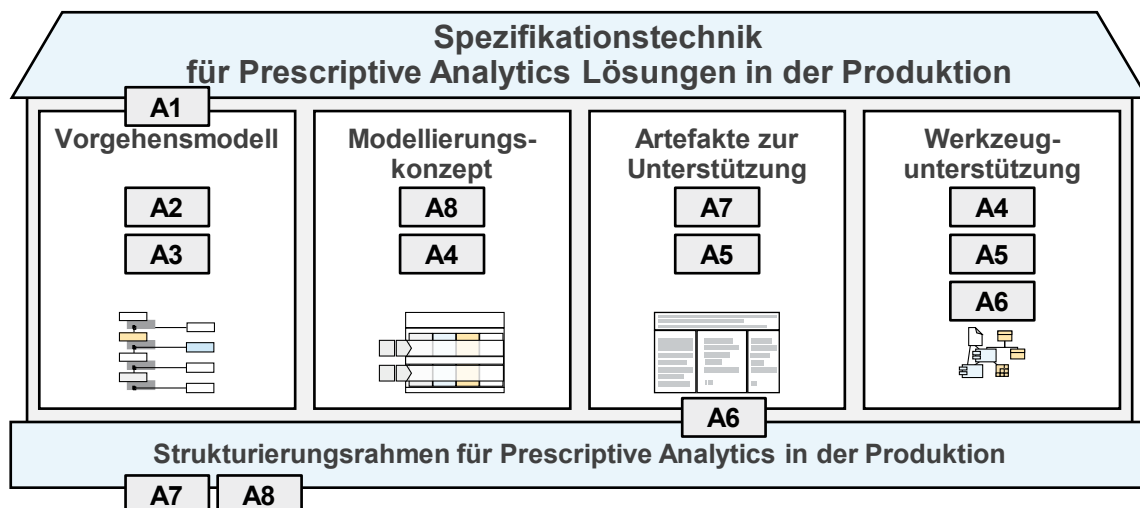 Spezifikationstechnik
für Prescriptive Analytics Lösungen in der Produktion
A1
Vorgehensmodell
A2
A3
Modellierungs-
konzept
A8
A4
Artefakte zur
Unterstützung
A7
A5
Werkzeug-
unterstützung
A4
A5
A6
A6
Strukturierungsrahmen für Prescriptive Analytics in der Produktion
A7 A8